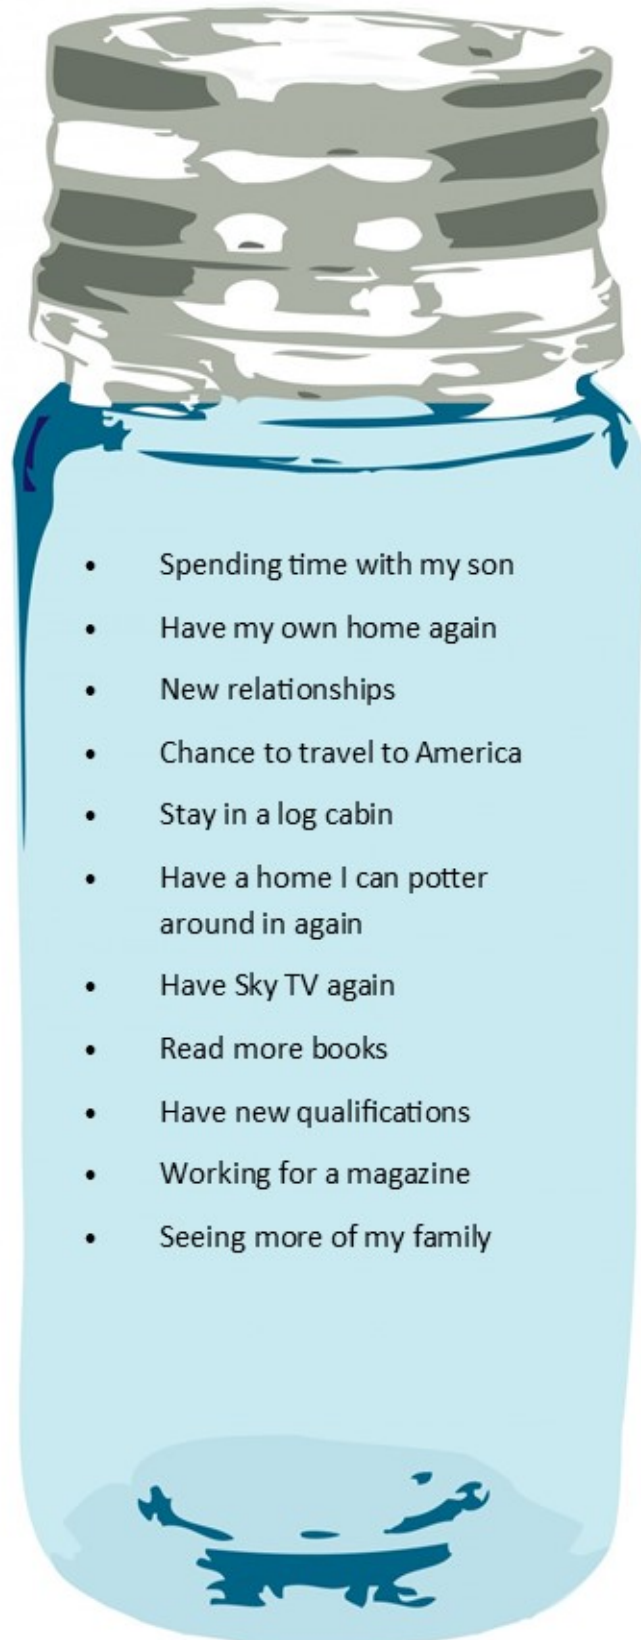 • Spending time with my son
• Have my own home again
• New relationships
• Chance to travel to America
• Stay in a log cabin
• Have a home I can potter
around in again
• Have Sky TV again
• Read more books
• Have new qualifications
• Working for a magazine
• Seeing more of my family